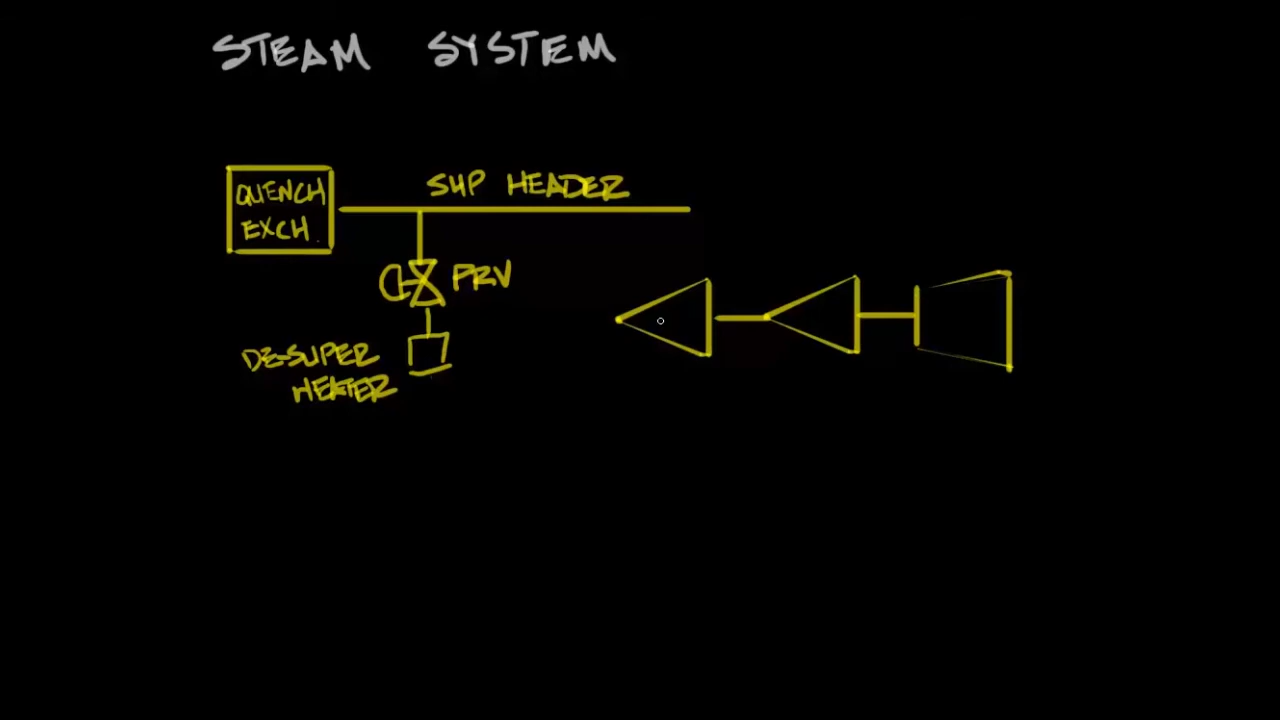 STEAM SYSTEM
QUENCH
EXCH.
SHP HEADER
PRV
DE-SUPER
HEATER